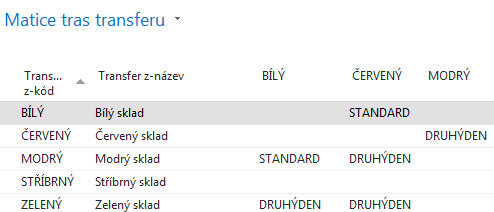 Matice tras transferu
Trans... Transfer z-název BÍLÝ ČERVENÝ MODRÝ
z-kód
BÍLÝ Bílý sklad STANDARD
ČERVENÝ Červený sklad DRUHÝDEN
MODRÝ Modrý sklad STANDARD DRUHÝDEN
STŘÍBRNÝ Stříbrný sklad
ZELENÝ Zelený sklad DRUHÝDEN DRUHÝDEN